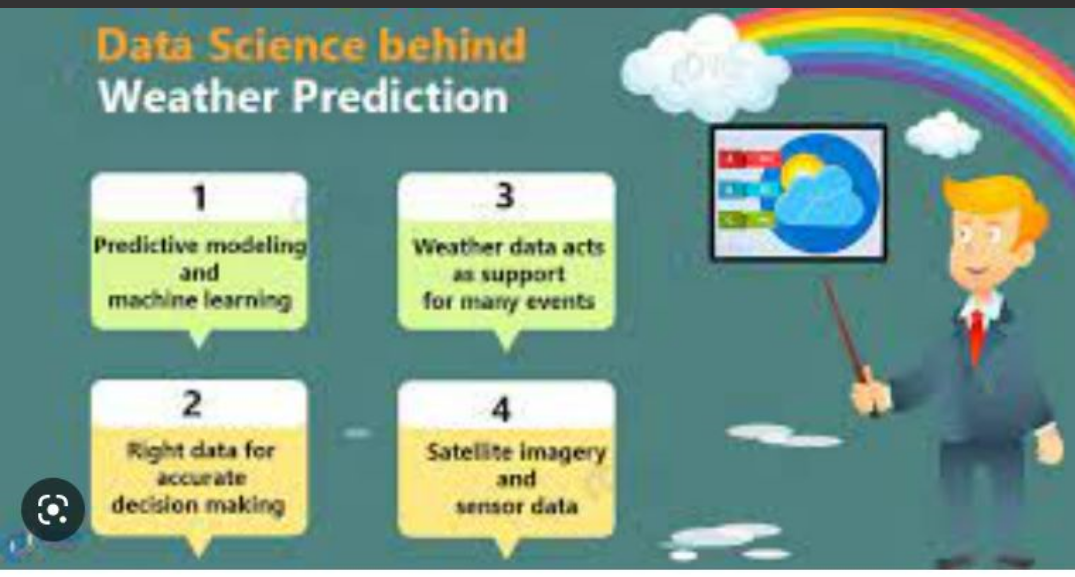 Data Science behind
Weather Prediction
1
Predictive modeling
and
machine learning
2
Right data for
accurate
decision making
3
Weather data acts
as support
for many events
4
Satellite imagery
and
sensor data